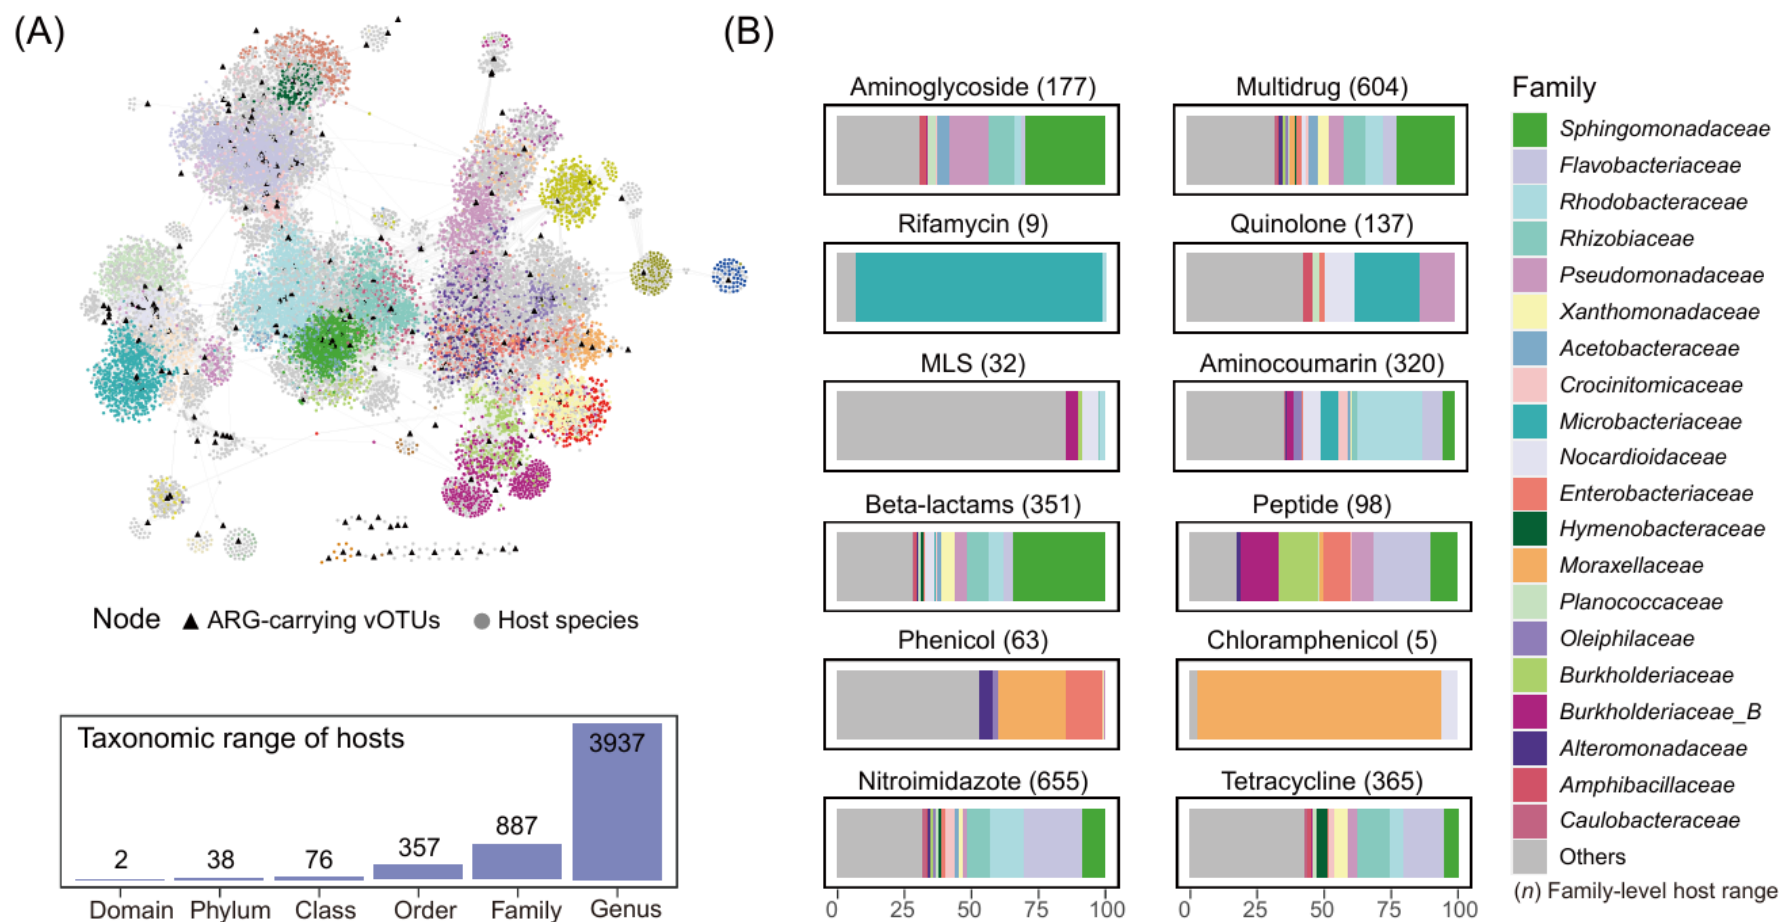 (A)
Node ▲ ARG-carrying vOTUs ● Host species
Taxonomic range of hosts
2 38 76 357 887 3937
Domain Phylum Class Order Family Genus
(B)
Aminoglycoside (177) Multidrug (604)
Rifamycin (9) Quinolone (137)
MLS (32) Aminocoumarin (320)
Beta-lactams (351) Peptide (98)
Phenicol (63) Chloramphenicol (5)
Nitroimidazote (655) Tetracycline (365)
0 25 50 75 100 0 25 50 75 100
Family
Sphingomonadaceae
Flavobacteriaceae
Rhodobacteraceae
Rhizobiaceae
Pseudomonadaceae
Xanthomonadaceae
Acetobacteraceae
Crocinitomicaceae
Microbacteriaceae
Nocardioidaceae
Enterobacteriaceae
Hymenobacteraceae
Moraxellaceae
Planococcaceae
Oleiphilaceae
Burkholderiaceae
Burkholderiaceae_B
Alteromonadaceae
Amphibacillaceae
Caulobacteraceae
Others
(n) Family-level host range